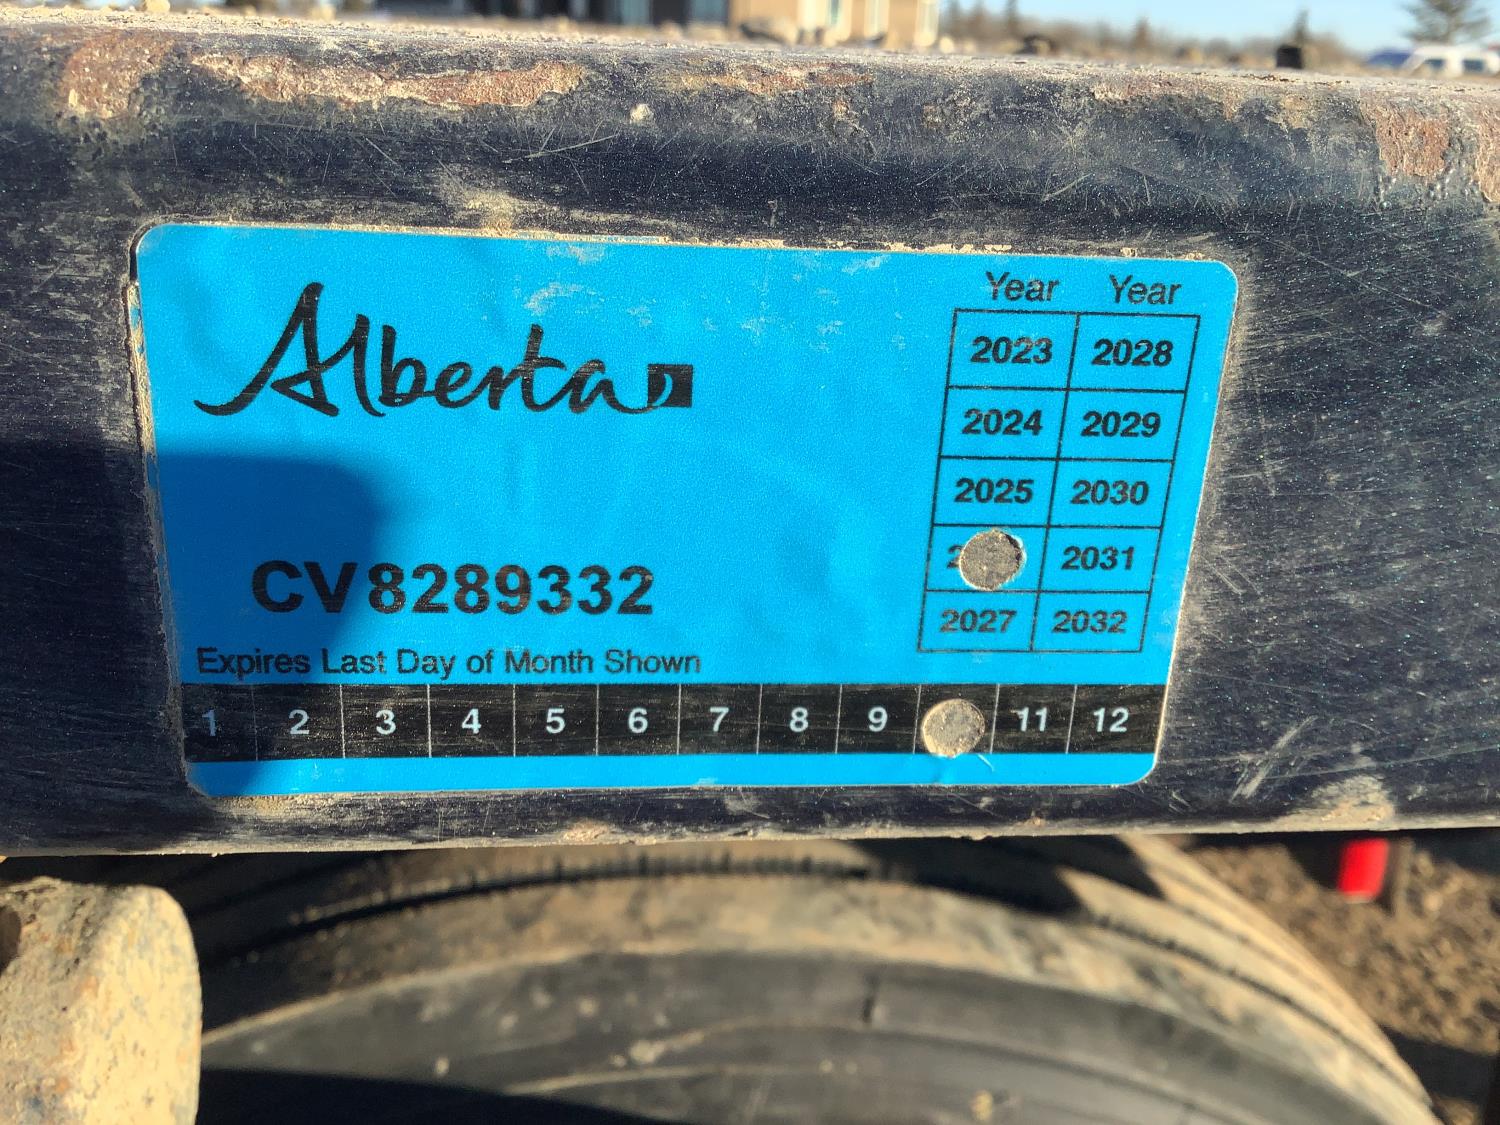 Alberta
Year Year
2023 2028
2024 2029
2025 2030
2 2031
2027 2032
CV8289332
Expires Last Day of Month Shown
1 2 3 4 5 6 7 8 9 11 12